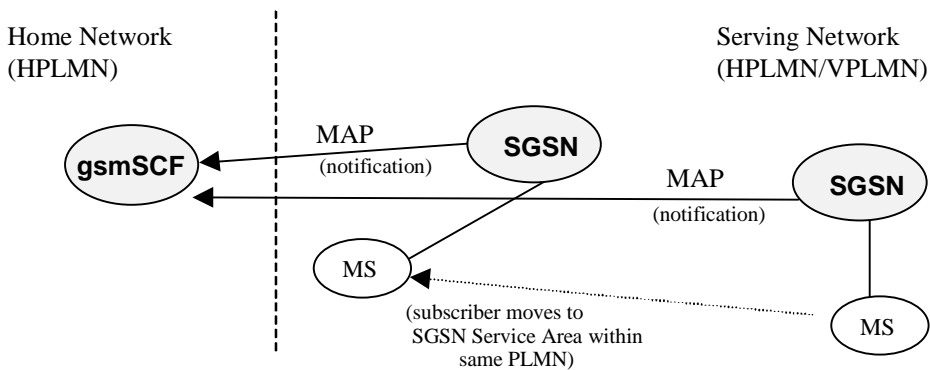 Home Network
(HPLMN)
Serving Network
(HPLMN/VPLMN)
MAP
(notification)
SGSN
gsmSCF
MAP
(notification)
SGSN
MS
(subscriber moves to
SGSN Service Area within
same PLMN)
MS